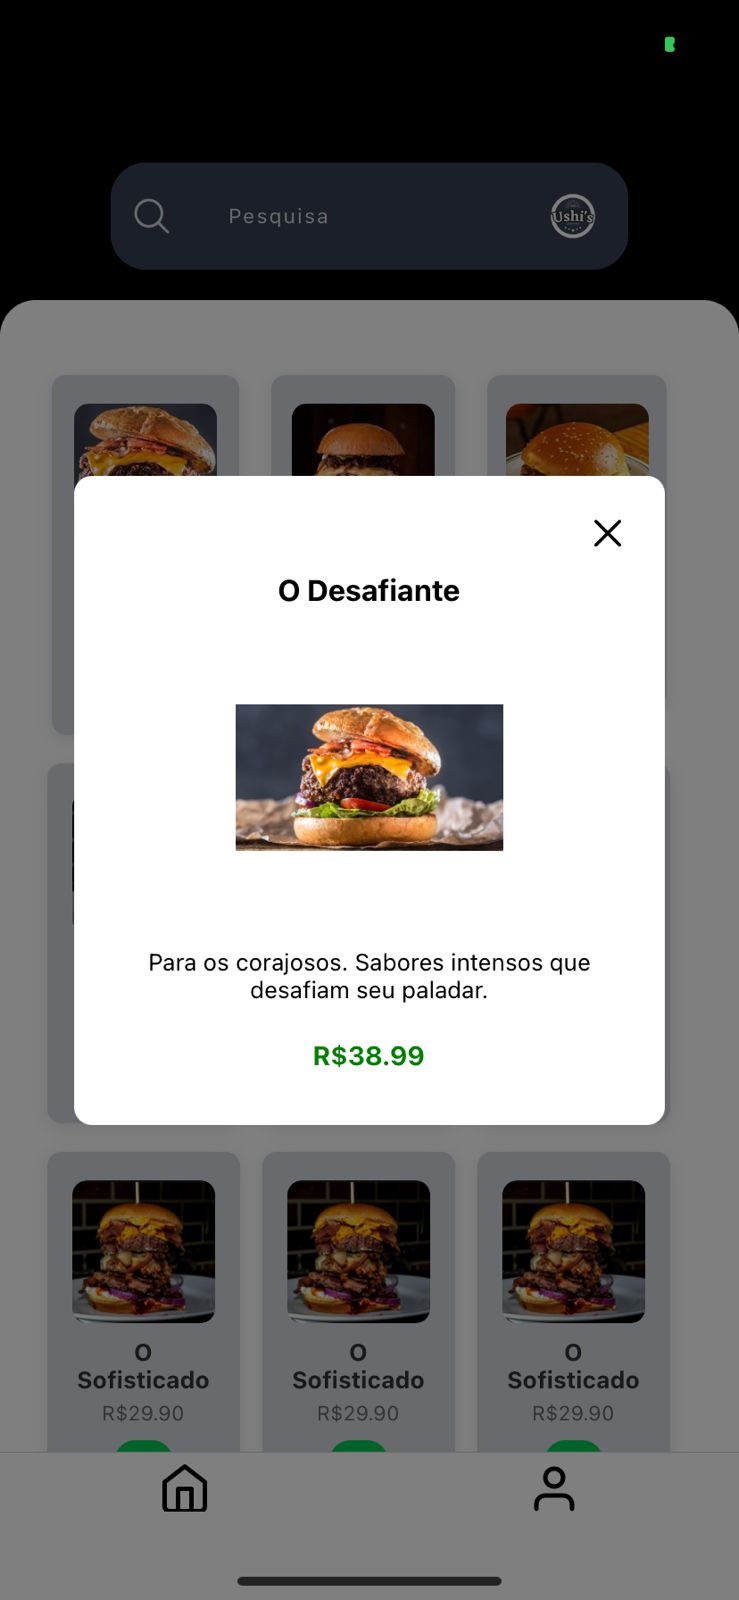 Pesquisa
Ushi's
O Desafiante
Para os corajosos. Sabores intensos que
desafiam seu paladar.
R$38.99
O
Sofisticado
R$29.90
O
Sofisticado
R$29.90
O
Sofisticado
R$29.90